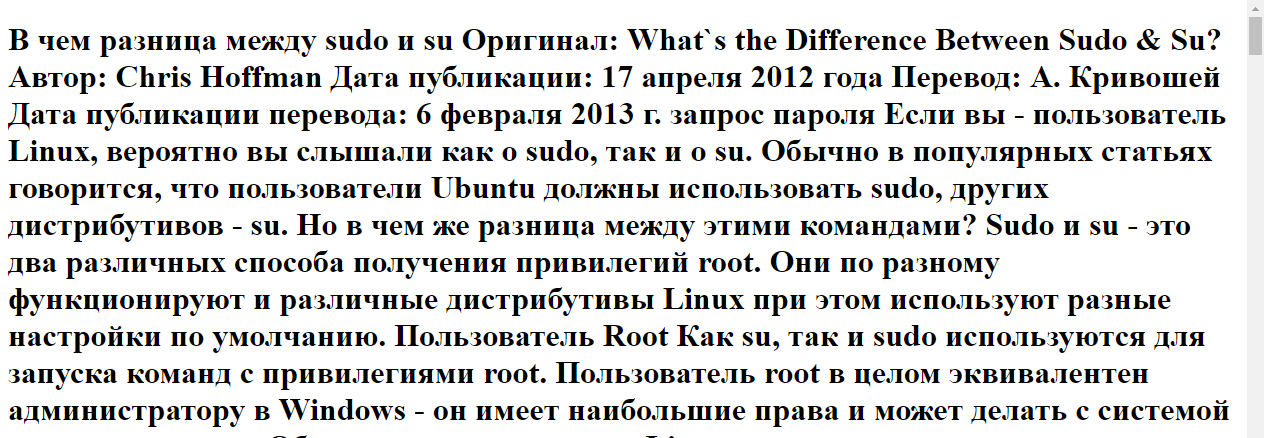 В чем разница между sudo и su Оригинал: What`s the Difference Between Sudo & Su?
Автор: Chris Hoffman Дата публикации: 17 апреля 2012 года Перевод: А. Кривошей
Дата публикации перевода: 6 февраля 2013 г. запрос пароля Если вы - пользователь
Linux, вероятно вы слышали как о sudo, так и о su. Обычно в популярных статьях
говорится, что пользователи Ubuntu должны использовать sudo, других
дистрибутивов - su. Но в чем же разница между этими командами? Sudo и su - это
два различных способа получения привилегий root. Они по разному
функционируют и различные дистрибутивы Linux при этом используют разные
настройки по умолчанию. Пользователь Root Как su, так и sudo используются для
запуска команд с привилегиями root. Пользователь root в целом эквивалентен
администратору в Windows - он имеет наибольшие права и может делать с системой